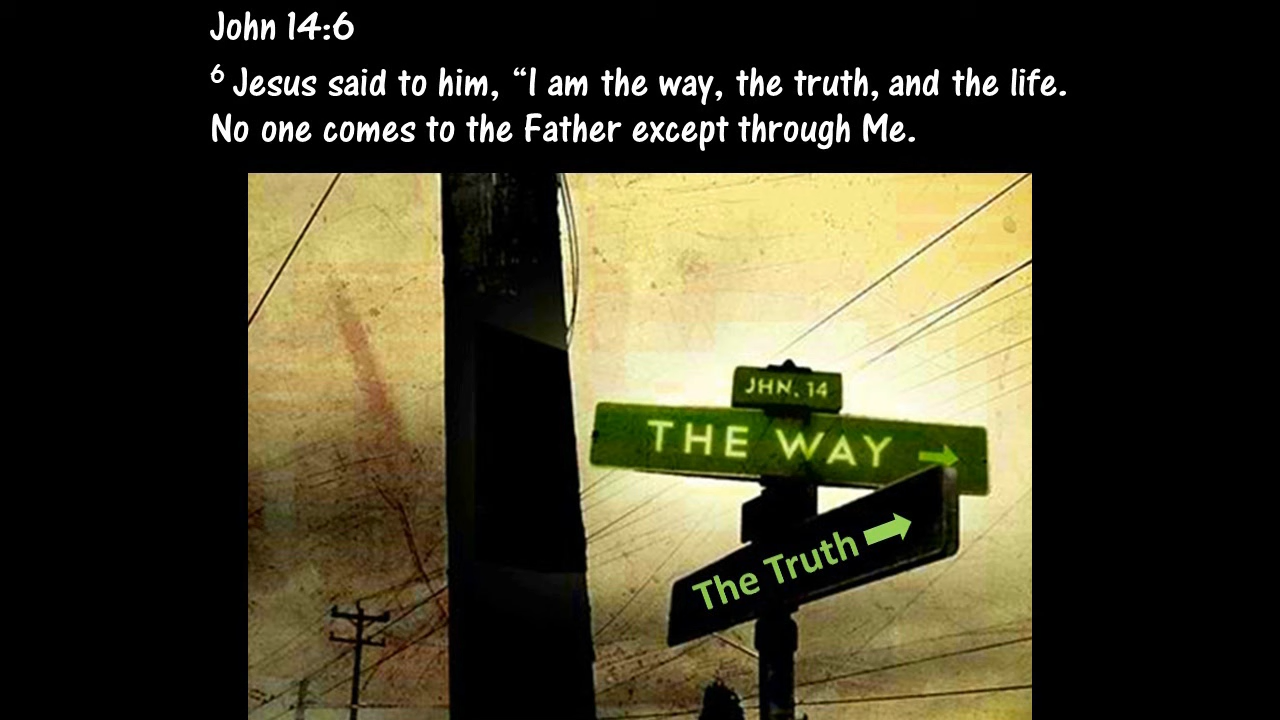 John 14:6
6 Jesus said to him, “I am the way, the truth, and the life.
No one comes to the Father except through Me.
JHN. 14
THE WAY →
The Truth →